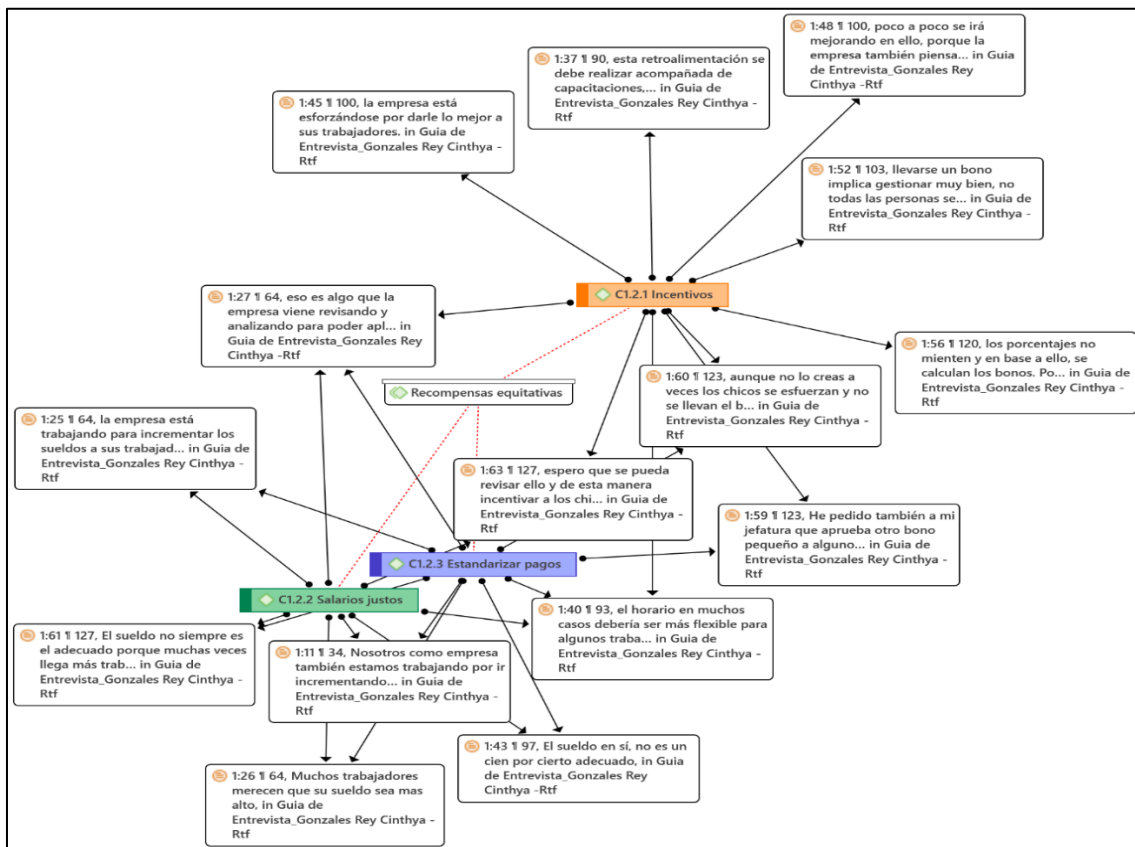 1:48 ¶ 100, poco a poco se irá
mejorando en ello, porque la
empresa también piensa... in Guia
de Entrevista_Gonzales Rey
Cinthya -Rtf
1:37 ¶ 90, esta retroalimentación se
debe realizar acompañada de
capacitaciones,... in Guia de
Entrevista_Gonzales Rey Cinthya -
Rtf
1:45 ¶ 100, la empresa está
esforzándose por darle lo mejor a
sus trabajadores. in Guia de
Entrevista_Gonzales Rey Cinthya -
Rtf
1:52 ¶ 103, llevarse un bono
implica gestionar muy bien, no
todas las personas se... in Guia de
Entrevista_Gonzales Rey Cinthya -
Rtf
C1.2.1 Incentivos
1:27 ¶ 64, eso es algo que la
empresa viene revisando y
analizando para poder apl... in
Guia de Entrevista_Gonzales Rey
Cinthya -Rtf
1:56 ¶ 120, los porcentajes no
mienten y en base a ello, se
calculan los bonos. Po... in Guia de
Entrevista_Gonzales Rey Cinthya -
Rtf
Recompensas equitativas
1:60 ¶ 123, aunque no lo creas a
veces los chicos se esfuerzan y no
se llevan el b... in Guia de
Entrevista_Gonzales Rey Cinthya -
Rtf
1:25 ¶ 64, la empresa está
trabajando para incrementar los
sueldos a sus trabajad... in Guia de
Entrevista_Gonzales Rey Cinthya -
Rtf
1:63 ¶ 127, espero que se pueda
revisar ello y de esta manera
incentivar a los chi... in Guia de
Entrevista_Gonzales Rey Cinthya -
Rtf
1:59 ¶ 123, He pedido también a mi
jefatura que aprueba otro bono
pequeño a alguno... in Guia de
Entrevista_Gonzales Rey Cinthya -
Rtf
C1.2.3 Estandarizar pagos
C1.2.2 Salarios justos
1:40 ¶ 93, el horario en muchos
casos debería ser más flexible para
algunos traba... in Guia de
Entrevista_Gonzales Rey Cinthya -
Rtf
1:61 ¶ 127, El sueldo no siempre es
el adecuado porque muchas veces
llega más trab... in Guia de
Entrevista_Gonzales Rey Cinthya -
Rtf
1:11 ¶ 34, Nosotros como empresa
también estamos trabajando por ir
incrementando... in Guia de
Entrevista_Gonzales Rey Cinthya -
Rtf
1:43 ¶ 97, El sueldo en sí, no es un
cien por cierto adecuado, in Guia
de Entrevista_Gonzales Rey
Cinthya -Rtf
1:26 ¶ 64, Muchos trabajadores
merecen que su sueldo sea mas
alto, in Guia de
Entrevista_Gonzales Rey Cinthya -
Rtf